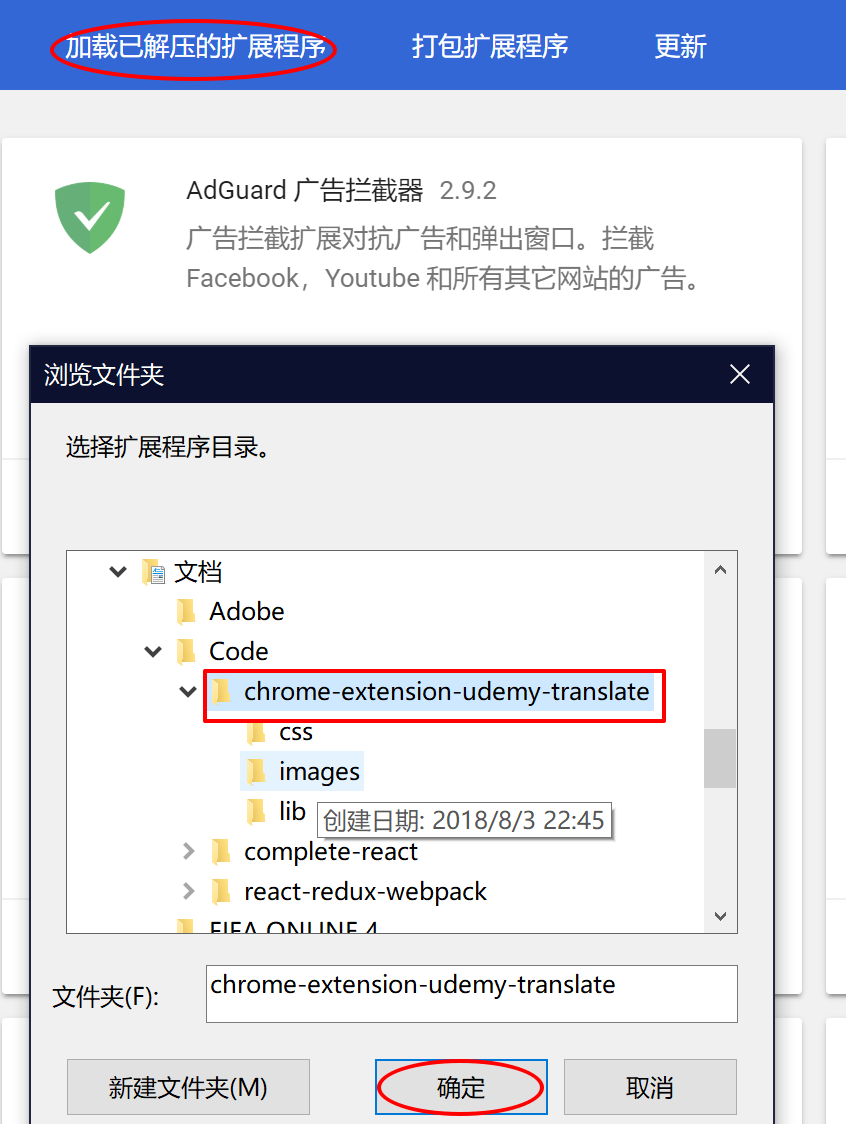 加载已解压的扩展程序 打包扩展程序 更新
AdGuard 广告拦截器 2.9.2
广告拦截扩展对抗广告和弹出窗口。拦截
Facebook，Youtube 和所有其它网站的广告。
浏览文件夹
选择扩展程序目录。
文档
Adobe
Code
chrome-extension-udemy-translate
css
images
lib
创建日期: 2018/8/3 22:45
complete-react
react-redux-webpack
FIFA ONLINE 4
文件夹(F):
chrome-extension-udemy-translate
新建文件夹(M) 确定 取消